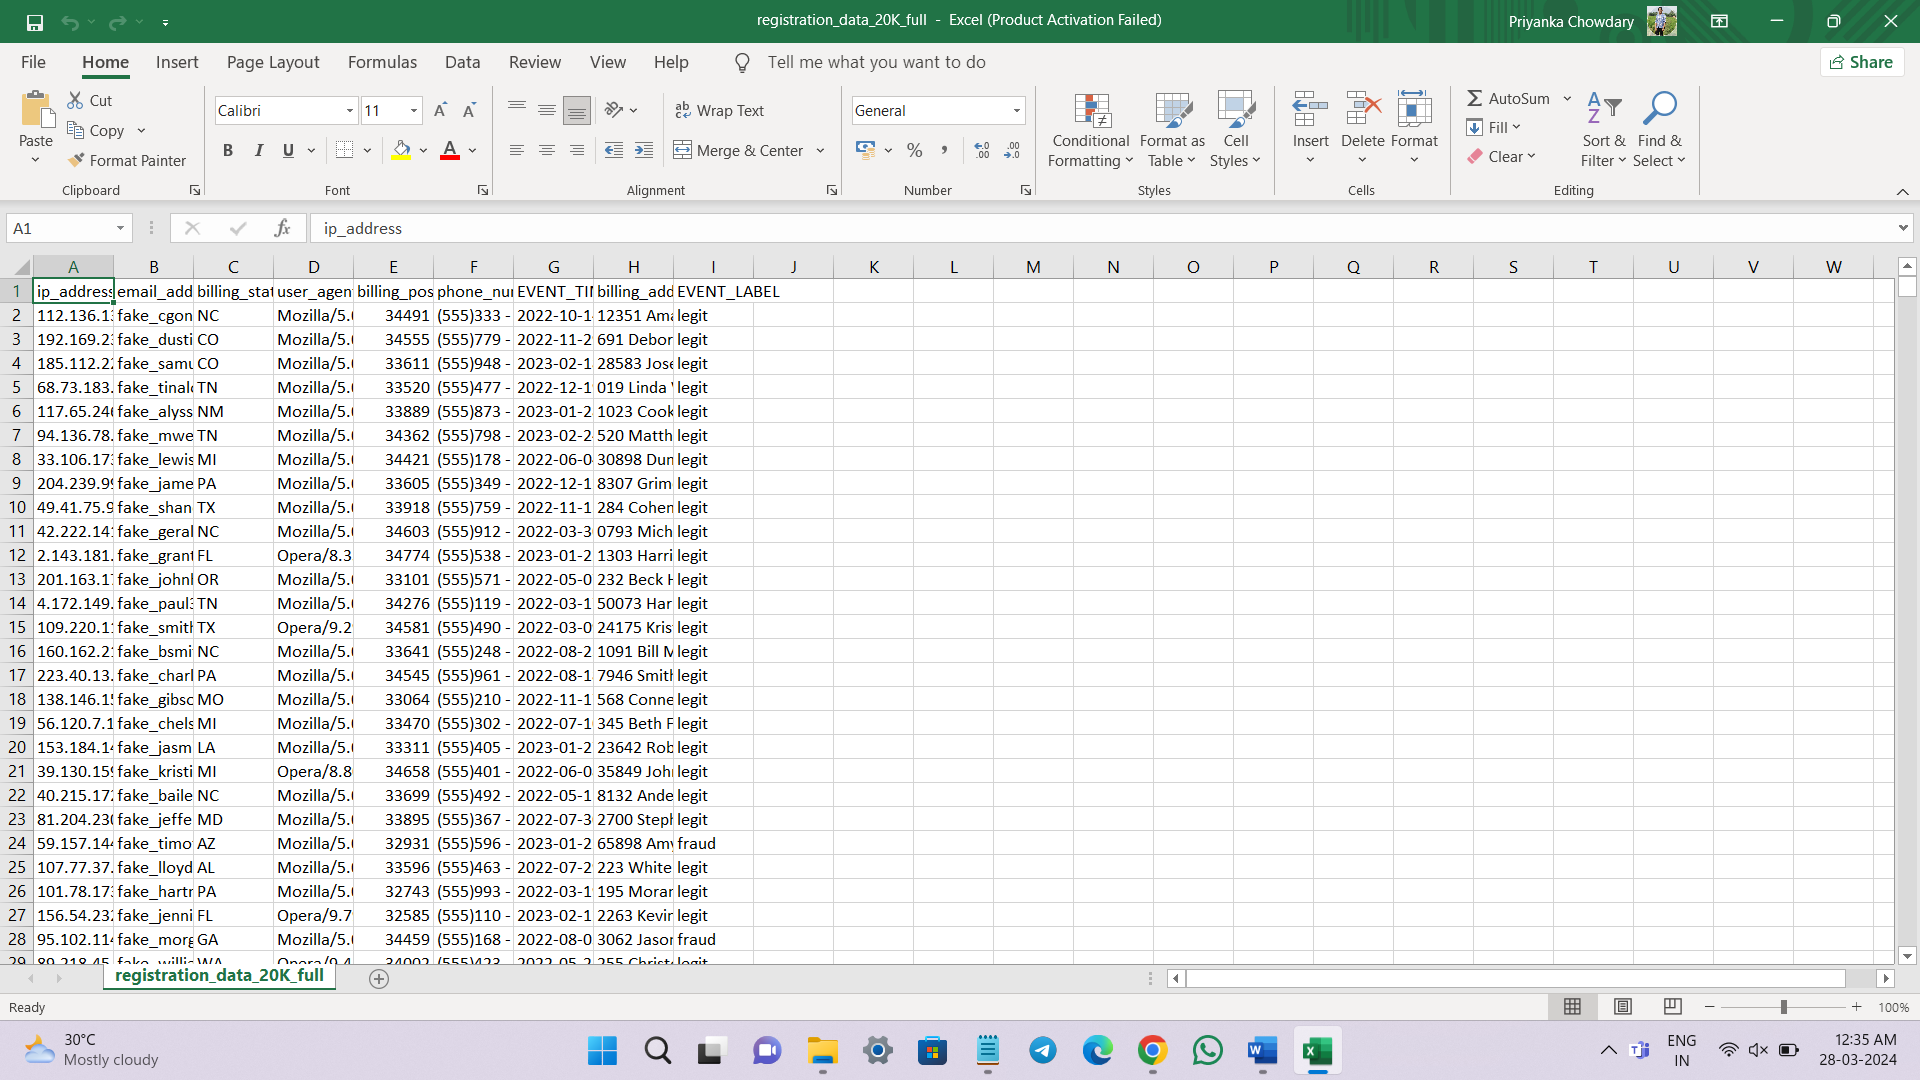 registration_data_20K_full - Excel (Product Activation Failed)
Priyanka Chowdary
File Home Insert Page Layout Formulas Data Review View Help Tell me what you want to do Share
Paste
Cut
Copy
Format Painter
Clipboard
Calibri 11
B I U
Font
Wrap Text
Merge & Center
Alignment
General
Number
Conditional Formatting
Format as Table
Cell Styles
Styles
Insert Delete Format
Cells
AutoSum
Fill
Clear
Sort & Filter
Find & Select
Editing
A1 fx ip_address
A B C D E F G H I J K L M N O P Q R S T U V W
1 ip_address email_add billing_stat user_agen billing_pos phone_nu EVENT_TI billing_add EVENT_LABEL
2 112.136.1 fake_cgon NC Mozilla/5. 34491 (555)333 - 2022-10-1 12351 Ama legit
3 192.169.2 fake_dusti CO Mozilla/5. 34555 (555)779 - 2022-11-2 691 Debor legit
4 185.112.2 fake_samu CO Mozilla/5. 33611 (555)948 - 2023-02-1 28583 Jose legit
5 68.73.183. fake_tinal TN Mozilla/5. 33520 (555)477 - 2022-12-1 019 Linda legit
6 117.65.24 fake_alyss NM Mozilla/5. 33889 (555)873 - 2023-01-2 1023 Cook legit
7 94.136.78. fake_mwe TN Mozilla/5. 34362 (555)798 - 2023-02-2 520 Matth legit
8 33.106.17 fake_lewis MI Mozilla/5. 34421 (555)178 - 2022-06-0 30898 Dun legit
9 204.239.9 fake_jame PA Mozilla/5. 33605 (555)349 - 2022-12-1 8307 Grim legit
10 49.41.75.9 fake_shan TX Mozilla/5. 33918 (555)759 - 2022-11-1 284 Cohen legit
11 42.222.14 fake_geral NC Mozilla/5. 34603 (555)912 - 2022-03-3 0793 Mich legit
12 2.143.181. fake_grant FL Opera/8.3 34774 (555)538 - 2023-01-2 1303 Harri legit
13 201.163.1 fake_johnl OR Mozilla/5. 33101 (555)571 - 2022-05-0 232 Beck H legit
14 4.172.149. fake_paul TN Mozilla/5. 34276 (555)119 - 2022-03-1 50073 Har legit
15 109.220.1 fake_smith TX Opera/9.2 34581 (555)490 - 2022-03-0 24175 Kris legit
16 160.162.2 fake_bsmi NC Mozilla/5. 33641 (555)248 - 2022-08-2 1091 Bill M legit
17 223.40.13. fake_charl PA Mozilla/5. 34545 (555)961 - 2022-08-1 7946 Smith legit
18 138.146.1 fake_gibso MO Mozilla/5. 33064 (555)210 - 2022-11-1 568 Conne legit
19 56.120.7.1 fake_chels MI Mozilla/5. 33470 (555)302 - 2022-07-1 345 Beth F legit
20 153.184.1 fake_jasm LA Mozilla/5. 33311 (555)405 - 2023-01-2 23642 Rob legit
21 39.130.15 fake_kristi MI Opera/8.8 34658 (555)401 - 2022-06-0 35849 Joh legit
22 40.215.17 fake_baile NC Mozilla/5. 33699 (555)492 - 2022-05-1 8132 Ande legit
23 81.204.23 fake_jeffe MD Mozilla/5. 33895 (555)367 - 2022-07-3 2700 Step legit
24 59.157.14 fake_timo AZ Mozilla/5. 32931 (555)596 - 2023-01-2 65898 Amy fraud
25 107.77.37. fake_lloyd AL Mozilla/5. 33596 (555)463 - 2022-07-2 223 White legit
26 101.78.17 fake_hartn PA Mozilla/5. 32743 (555)993 - 2022-03-1 195 Moran legit
27 156.54.23 fake_jenni FL Opera/9.7 32585 (555)110 - 2023-02-1 2263 Kevin legit
28 95.102.11 fake_morg GA Mozilla/5. 34459 (555)168 - 2022-08-0 3062 Jason fraud
registration_data_20K_full
Ready
100%
30°C
Mostly cloudy
ENG
IN
12:35 AM
28-03-2024